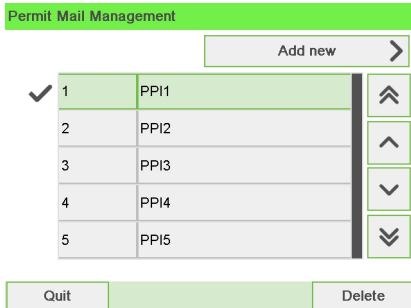 Permit Mail Management
Add new
1 PPI1
2 PPI2
3 PPI3
4 PPI4
5 PPI5
Quit Delete